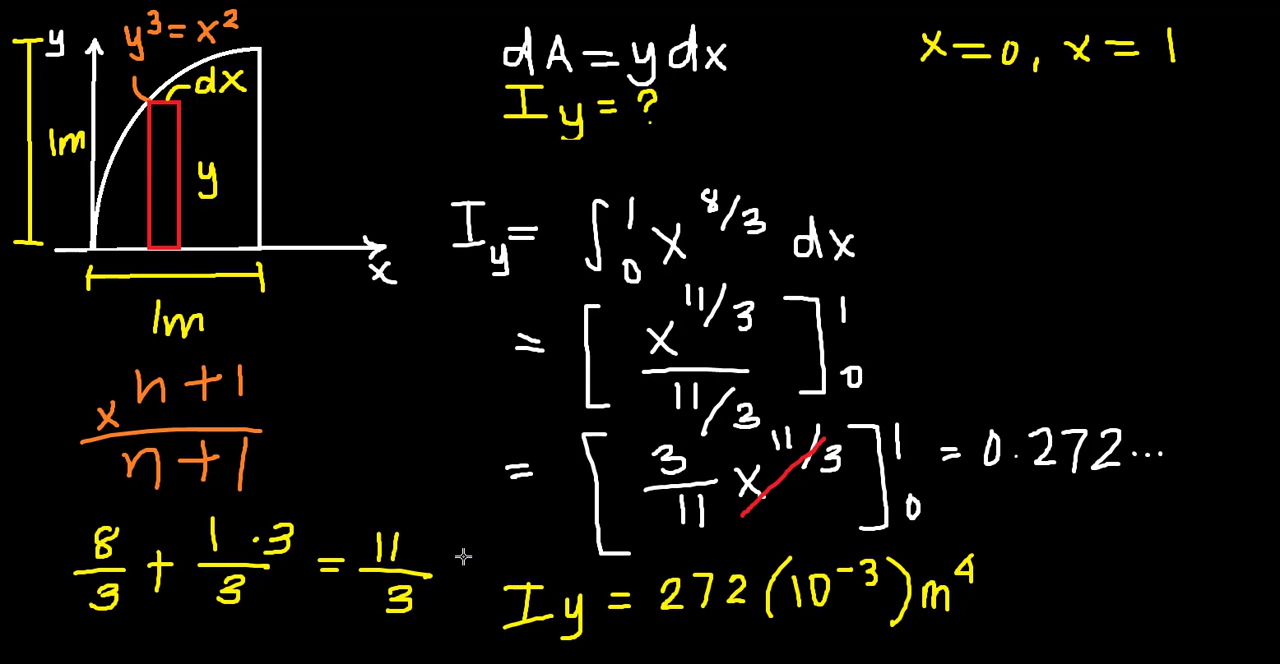 y
y³ = x²
dx
1m
y
x
1m
x^(n+1)
n+1
8/3 + 1·3/3 = 11/3
dA = y dx
Iy = ?
x = 0, x = 1
Iy = ∫₀¹ x^(8/3) dx
= [ x^(11/3) / (11/3) ]₀¹
= [ 3/11 x^(11/3) ]₀¹ = 0.272...
Iy = 272(10⁻³)m⁴